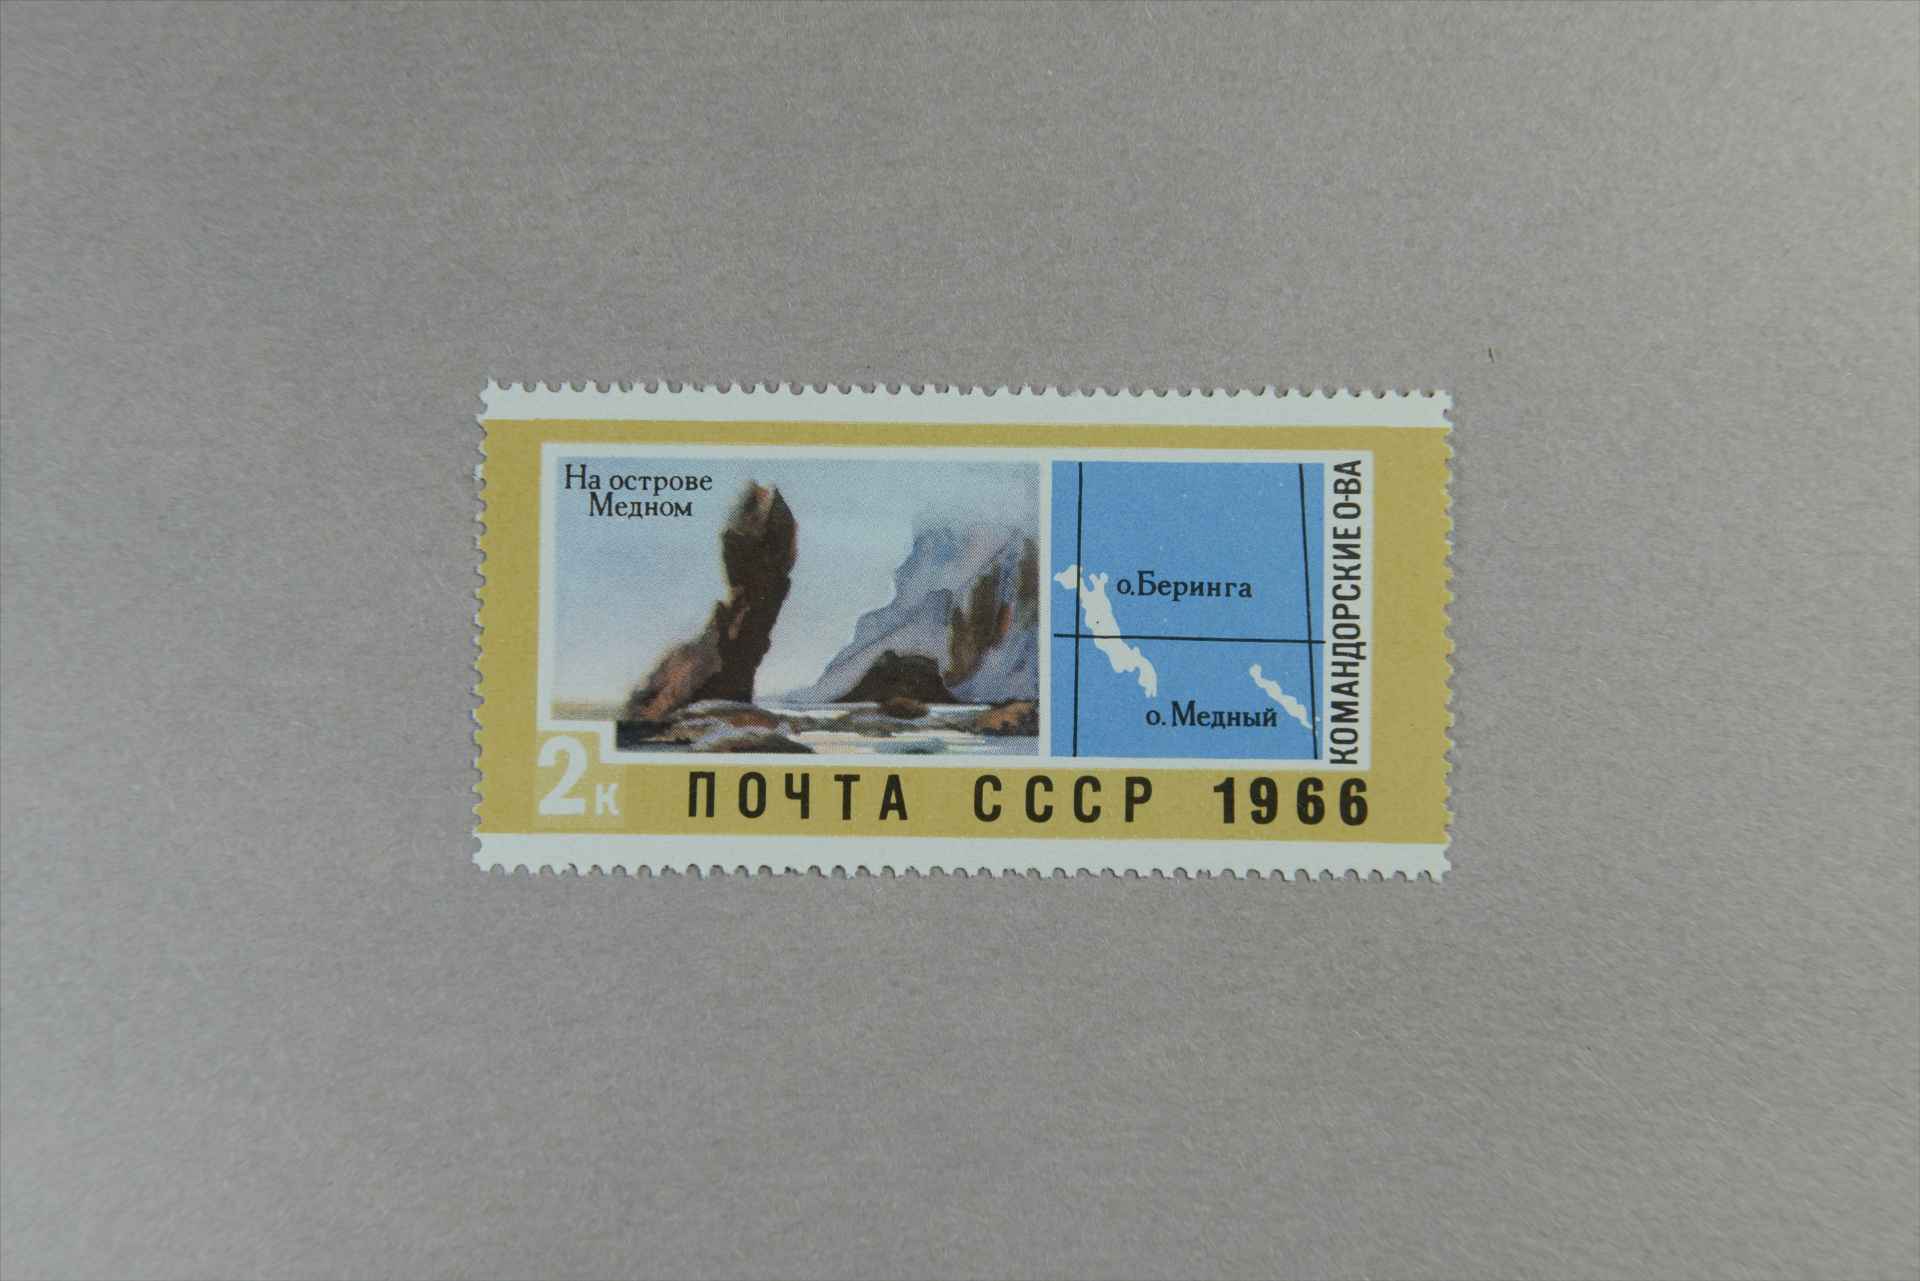 На острове
Медном
о.Беринга
о. Медный
КОМАНДОРСКИЕ О-ВА
2к
ПОЧТА СССР 1966